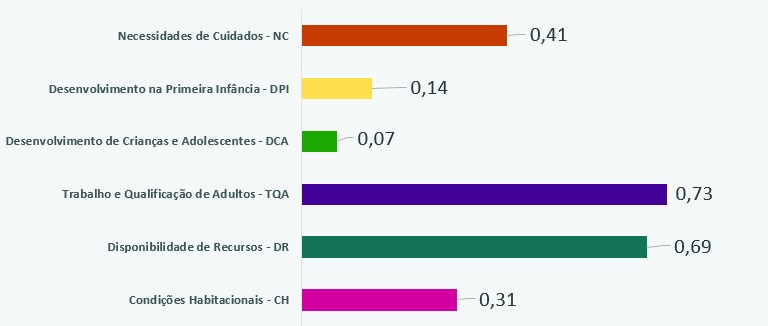 Necessidades de Cuidados - NC 0,41
Desenvolvimento na Primeira Infância - DPI 0,14
Desenvolvimento de Crianças e Adolescentes - DCA 0,07
Trabalho e Qualificação de Adultos - TQA 0,73
Disponibilidade de Recursos - DR 0,69
Condições Habitacionais - CH 0,31